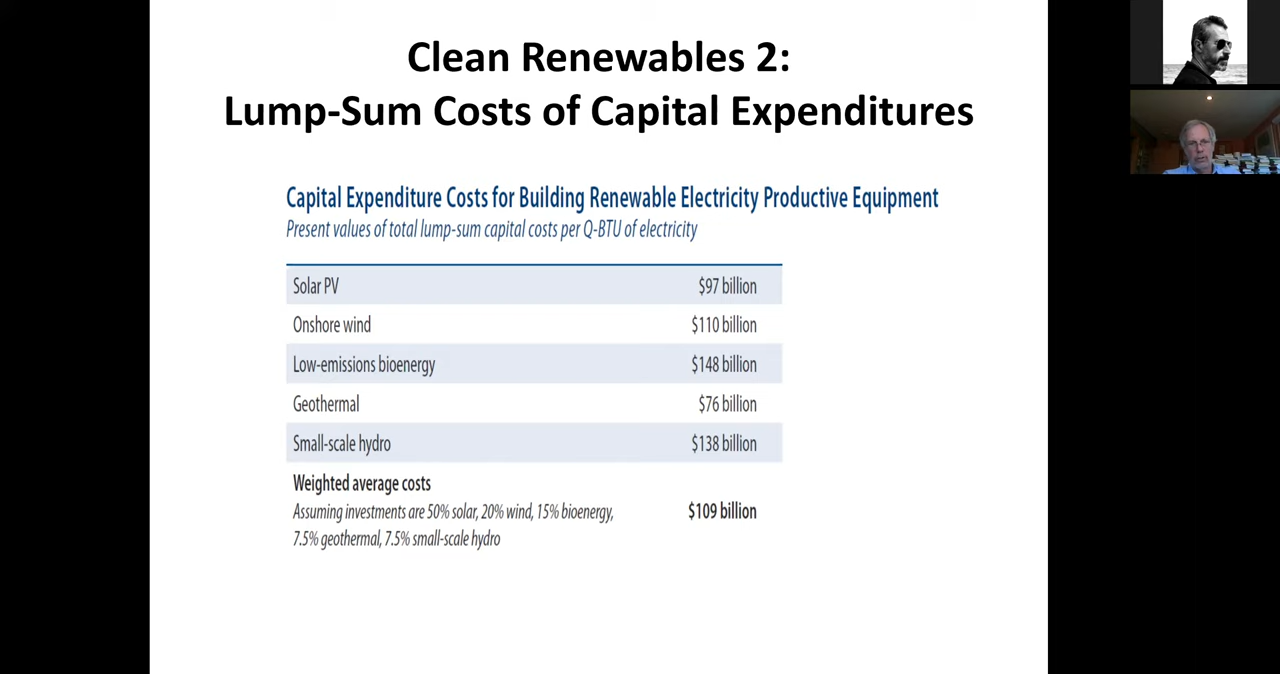 Clean Renewables 2:
Lump-Sum Costs of Capital Expenditures
Capital Expenditure Costs for Building Renewable Electricity Productive Equipment
Present values of total lump-sum capital costs per Q-BTU of electricity
Solar PV $97 billion
Onshore wind $110 billion
Low-emissions bioenergy $148 billion
Geothermal $76 billion
Small-scale hydro $138 billion
Weighted average costs
Assuming investments are 50% solar, 20% wind, 15% bioenergy, $109 billion
7.5% geothermal, 7.5% small-scale hydro